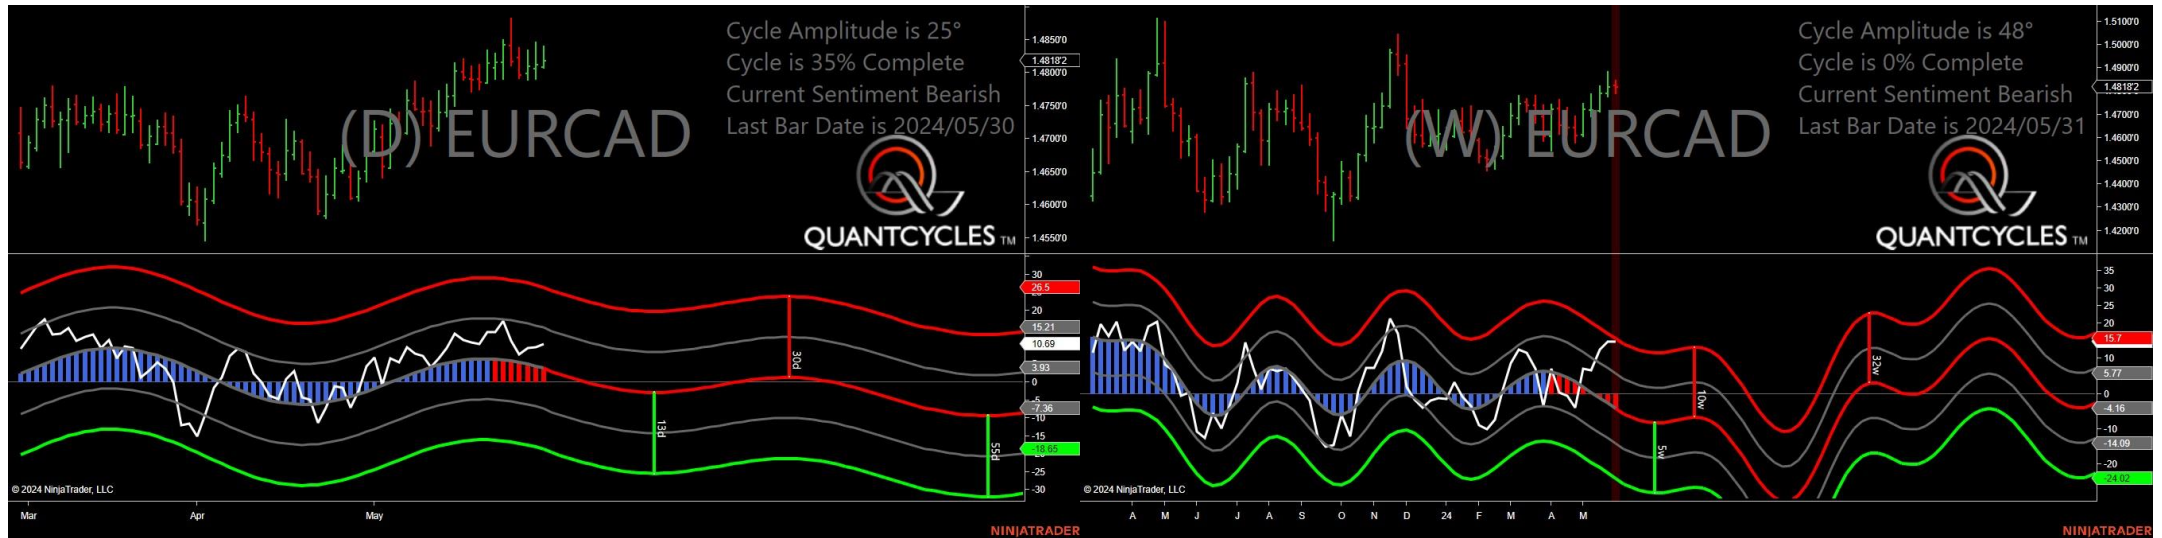 Cycle Amplitude is 25°
Cycle is 35% Complete
Current Sentiment Bearish
Last Bar Date is 2024/05/30
(D) EURCAD
QUANTCYCLES TM
1.4850'0
1.4818'2
1.4800'0
1.4750'0
1.4700'0
1.4650'0
1.4600'0
1.4550'0
30
26.5
20
15.21
10.69
3.93
0
-7.36
-10
-15
-18.65
-25
-30
13d
30d
55d
© 2024 NinjaTrader, LLC
Mar Apr May
NINJATRADER
Cycle Amplitude is 48°
Cycle is 0% Complete
Current Sentiment Bearish
Last Bar Date is 2024/05/31
(W) EURCAD
QUANTCYCLES TM
1.5100'0
1.5000'0
1.4900'0
1.4818'2
1.4700'0
1.4600'0
1.4500'0
1.4400'0
1.4300'0
1.4200'0
35
30
25
20
15.7
10
5.77
0
-4.16
-10
-14.09
-20
-24.02
5w
10w
32w
© 2024 NinjaTrader, LLC
A M J J A S O N D 24 F M A M
NINJATRADER